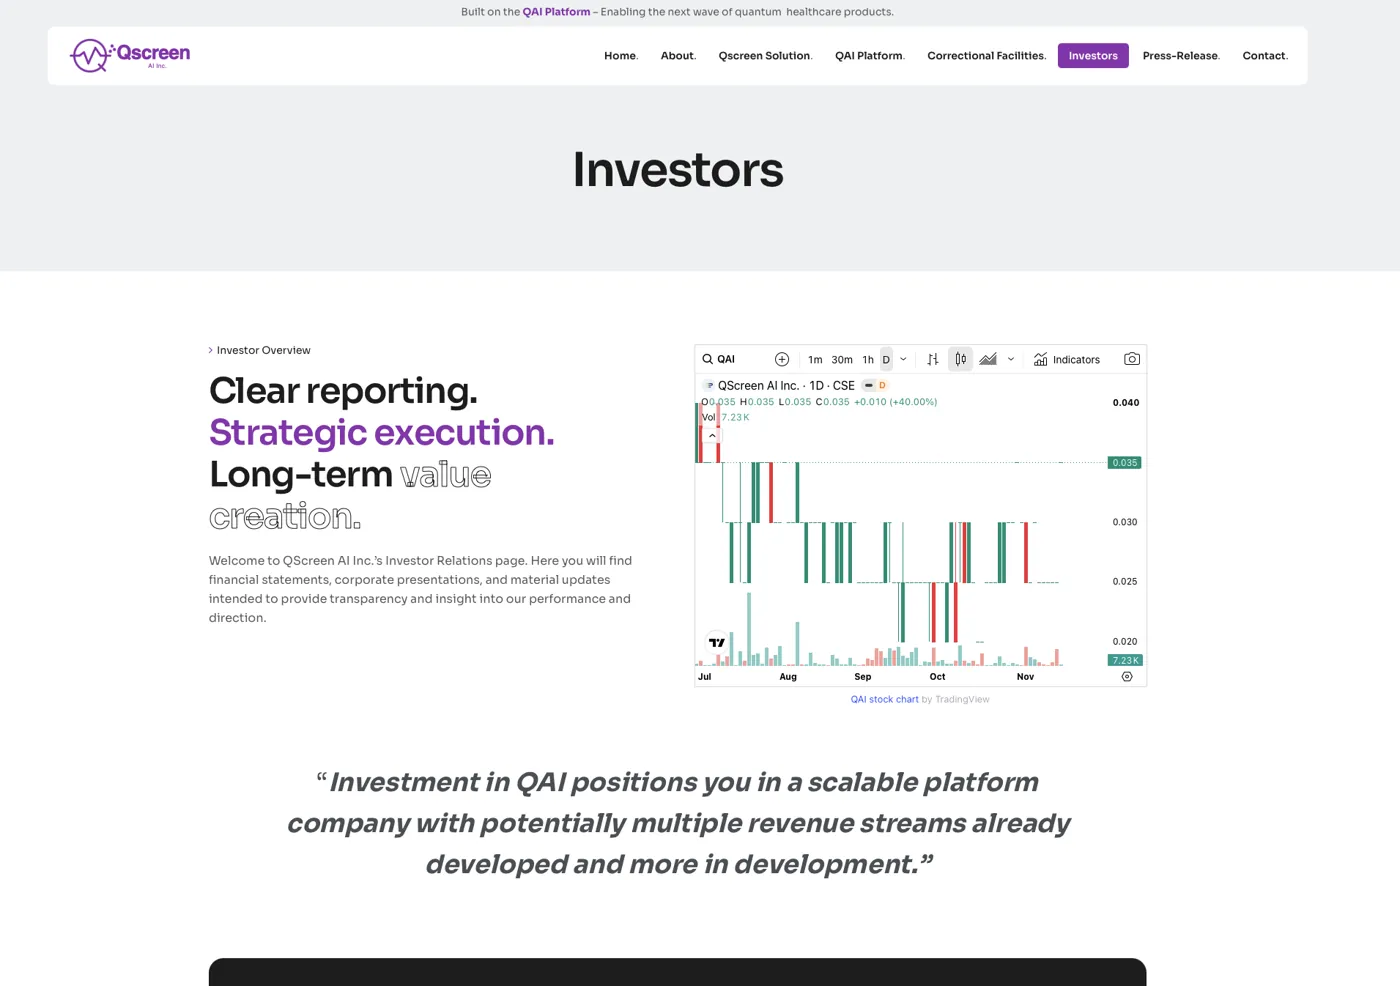 Built on the QAI Platform – Enabling the next wave of quantum healthcare products.
Qscreen
AI Inc.
Home.
About.
Qscreen Solution.
QAI Platform.
Correctional Facilities.
Investors
Press-Release.
Contact.
Investors
Investor Overview
Clear reporting.
Strategic execution.
Long-term value
creation.
Welcome to QScreen AI Inc.’s Investor Relations page. Here you will find
financial statements, corporate presentations, and material updates
intended to provide transparency and insight into our performance and
direction.
QAI
1m
30m
1h
D
Indicators
QScreen AI Inc. · 1D · CSE
D
O0.035 H0.035 L0.035 C0.035 +0.010 (+40.00%)
Vol 7.23 K
0.040
0.035
0.030
0.025
0.020
7.23 K
Jul
Aug
Sep
Oct
Nov
QAI stock chart by TradingView
“Investment in QAI positions you in a scalable platform
company with potentially multiple revenue streams already
developed and more in development.”